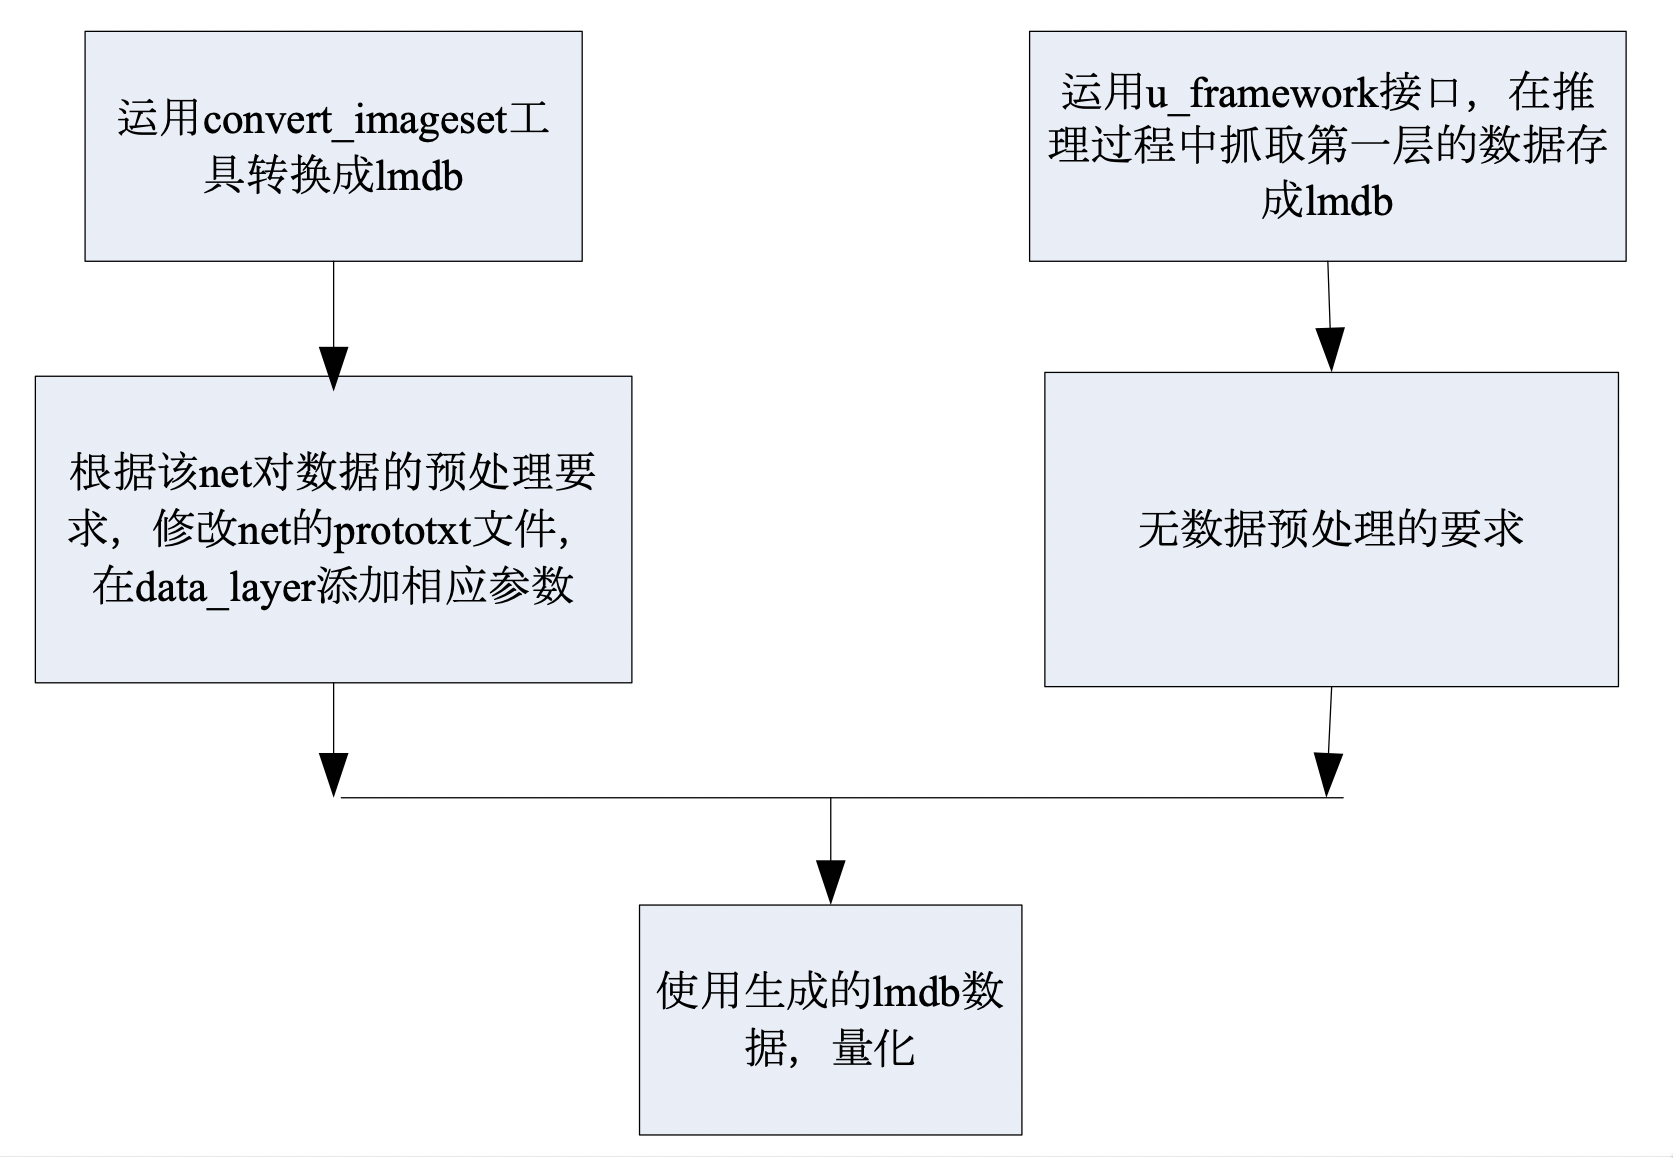 运用convert_imageset工
具转换成lmdb
运用u_framework接口，在推
理过程中抓取第一层的数据存
成lmdb
根据该net对数据的预处理要
求，修改net的prototxt文件，
在data_layer添加相应参数
无数据预处理的要求
使用生成的lmdb数
据，量化